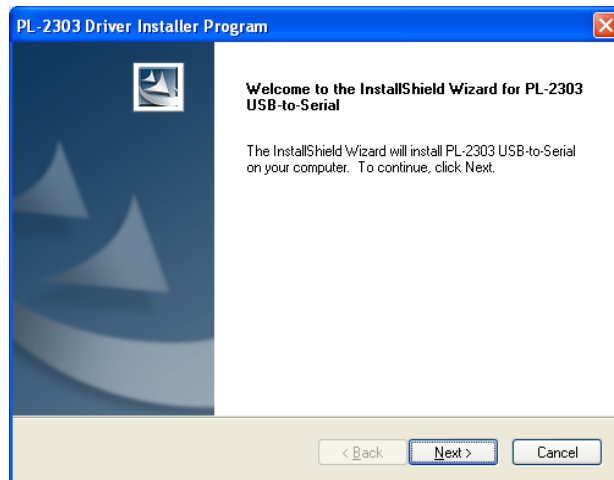 PL-2303 Driver Installer Program
Welcome to the InstallShield Wizard for PL-2303
USB-to-Serial
The InstallShield Wizard will install PL-2303 USB-to-Serial
on your computer. To continue, click Next.
< Back Next > Cancel